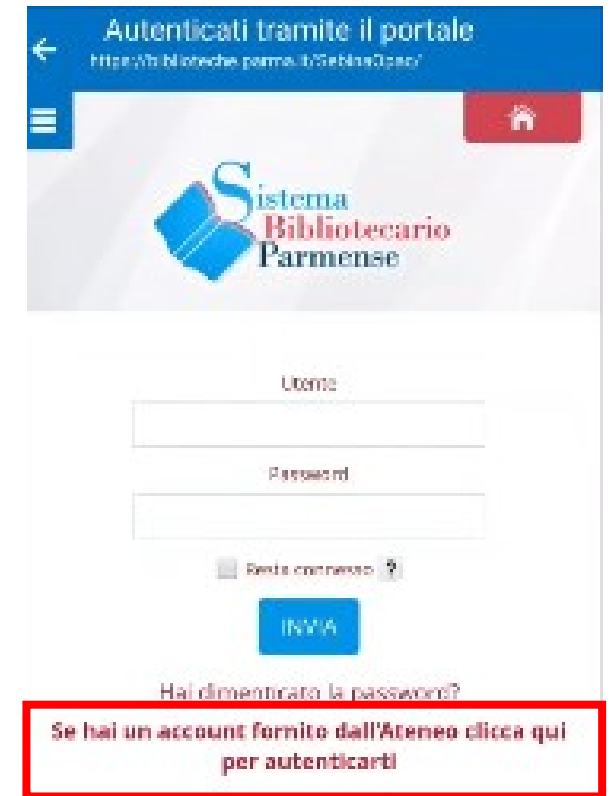 Autenticati tramite il portale
https://biblioteche.parma.it/SebinaOpac/
Sistema
Bibliotecario
Parmense
Utente
Password
Resta connesso ?
INVIA
Hai dimenticato la password?
Se hai un account fornito dall'Ateneo clicca qui
per autenticarti